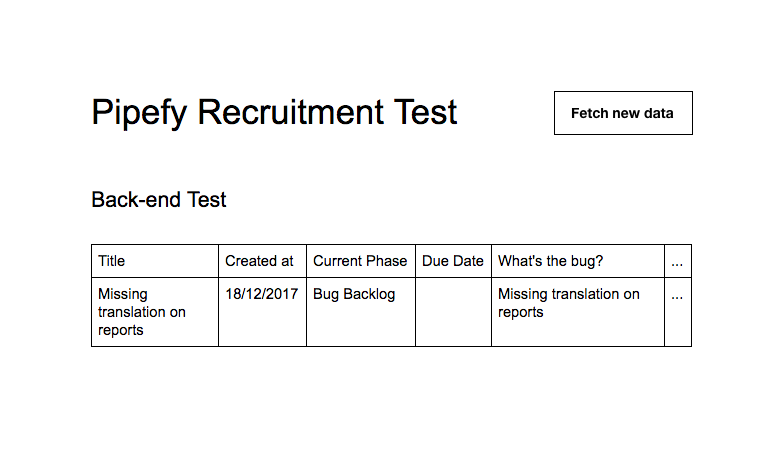 Pipefy Recruitment Test
Fetch new data
Back-end Test
Title Created at Current Phase Due Date What's the bug? ...
Missing 18/12/2017 Bug Backlog Missing translation on ...
translation on reports
reports